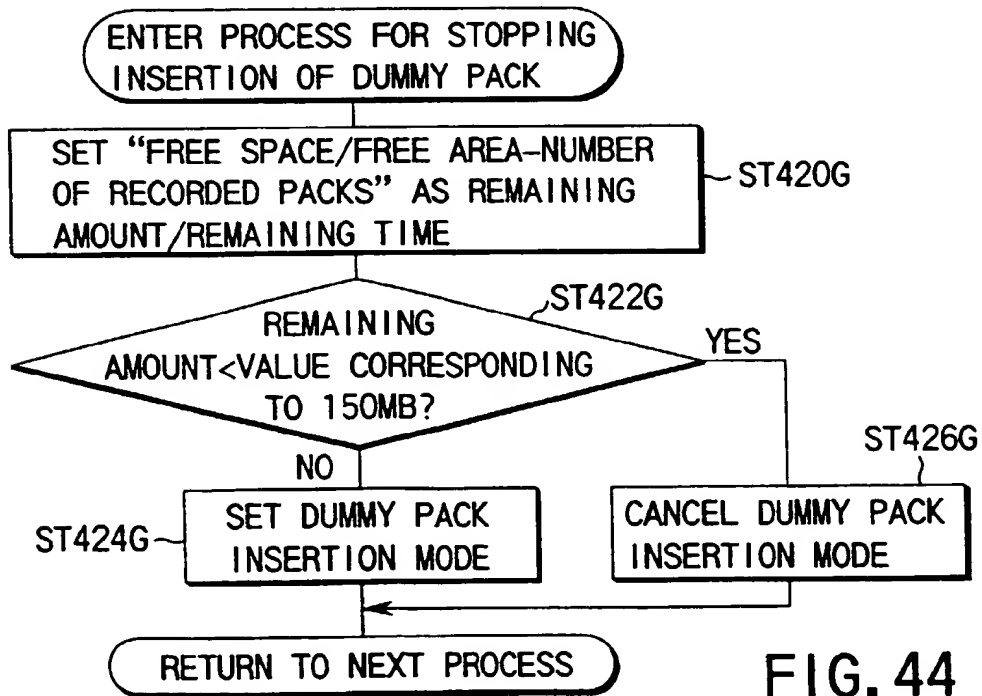 ENTER PROCESS FOR STOPPING
INSERTION OF DUMMY PACK
SET “FREE SPACE/FREE AREA-NUMBER
OF RECORDED PACKS” AS REMAINING
AMOUNT/REMAINING TIME
ST420G
ST422G
REMAINING
AMOUNT<VALUE CORRESPONDING
TO 150MB?
YES
NO
ST426G
ST424G
SET DUMMY PACK
INSERTION MODE
CANCEL DUMMY PACK
INSERTION MODE
RETURN TO NEXT PROCESS
FIG. 44